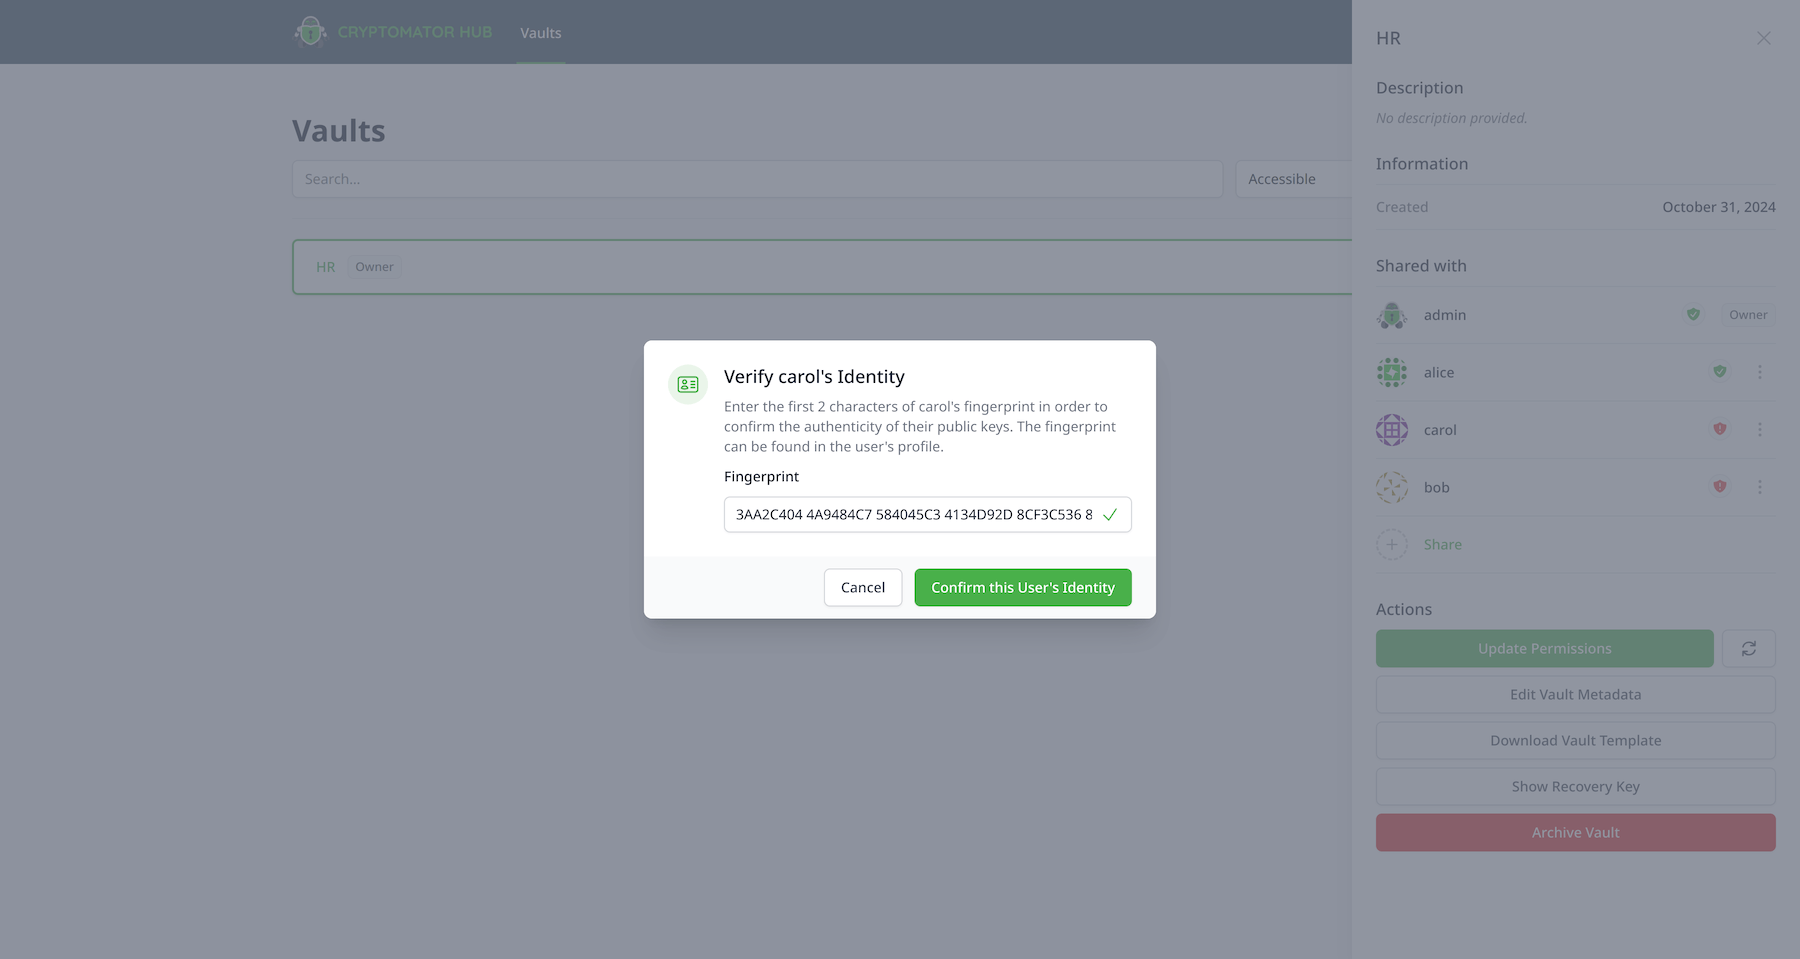 CRYPTOMATOR HUB
Vaults
Vaults
Search...
Accessible
HR
Owner
Verify carol's Identity
Enter the first 2 characters of carol's fingerprint in order to
confirm the authenticity of their public keys. The fingerprint
can be found in the user's profile.
Fingerprint
3AA2C404 4A9484C7 584045C3 4134D92D 8CF3C536 8
Cancel
Confirm this User's Identity
HR
Description
No description provided.
Information
Created
October 31, 2024
Shared with
admin
Owner
alice
carol
bob
Share
Actions
Update Permissions
Edit Vault Metadata
Download Vault Template
Show Recovery Key
Archive Vault